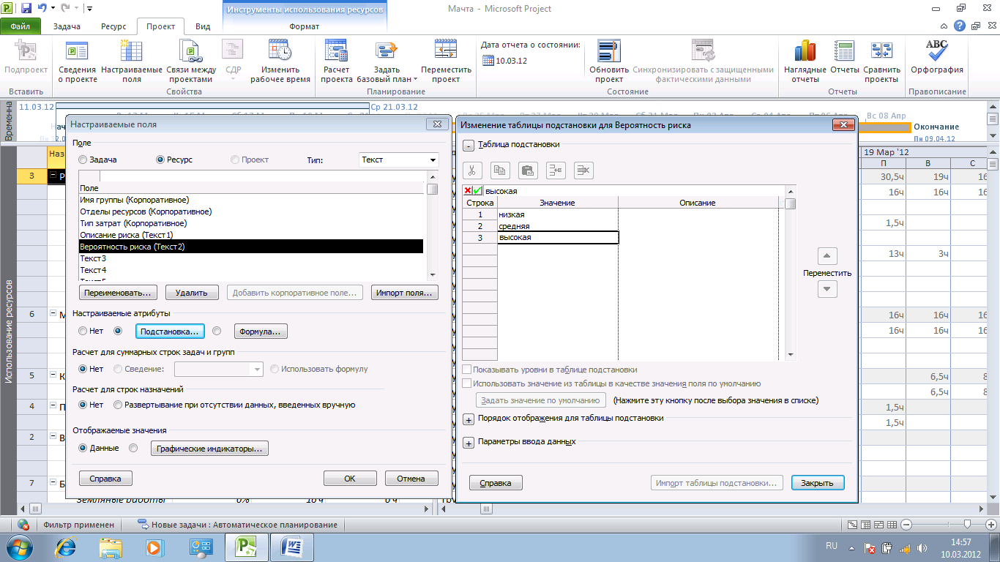 Инструменты использования ресурсов
Мачта - Microsoft Project
Файл Задача Ресурс Проект Вид Формат
Подпроект
Сведения о проекте
Настраиваемые поля
Связи между проектами
СДР
Изменить рабочее время
Расчет проекта
Задать базовый план
Переместить проект
Дата отчета о состоянии:
10.03.12
Обновить проект
Синхронизировать с защищенными фактическими данными
Наглядные отчеты
Отчеты
Сравнить проекты
ABC
Орфография
Вставить Свойства Планирование Состояние Отчеты Правописание
Временна
11.03.12
Ср 21.03.12
Вс 08 Апр
Окончание
Пн 09.04.12
Использование ресурсов
Наз
3 Р
6 М
5 К
4 П
2 В
7 Б
Настраиваемые поля
Поле
Задача Ресурс Проект Тип: Текст
Поле
Имя группы (Корпоративное)
Отделы ресурсов (Корпоративное)
Тип затрат (Корпоративное)
Описание риска (Текст1)
Вероятность риска (Текст2)
Текст3
Текст4
Текст5
Переименовать... Удалить Добавить корпоративное поле... Импорт поля...
Настраиваемые атрибуты
Нет Подстановка... Формула...
Расчет для суммарных строк задач и групп
Нет Сведение: Использовать формулу
Расчет для строк назначений
Нет Развертывание при отсутствии данных, введенных вручную
Отображаемые значения
Данные Графические индикаторы...
Справка ОК Отмена
Изменение таблицы подстановки для Вероятность риска
- Таблица подстановки
высокая
Строка Значение Описание
1 низкая
2 средняя
3 высокая
Переместить
Показывать уровни в таблице подстановки
Использовать значение из таблицы в качестве значения поля по умолчанию
Задать значение по умолчанию (Нажмите эту кнопку после выбора значения в списке)
+ Порядок отображения для таблицы подстановки
+ Параметры ввода данных
Справка Импорт таблицы подстановки... Закрыть
19 Мар '12
П В С
30,5ч 19ч 16
16ч 16ч 16
1,5ч
13ч 3ч
16ч 16ч 16
16ч 16ч 16
6,5ч 8
6,5ч 8
1,5ч
1,5ч
Земляные работы 0% 16 ч 0 ч
Фильтр применен Новые задачи : Автоматическое планирование
RU
14:57
10.03.2012